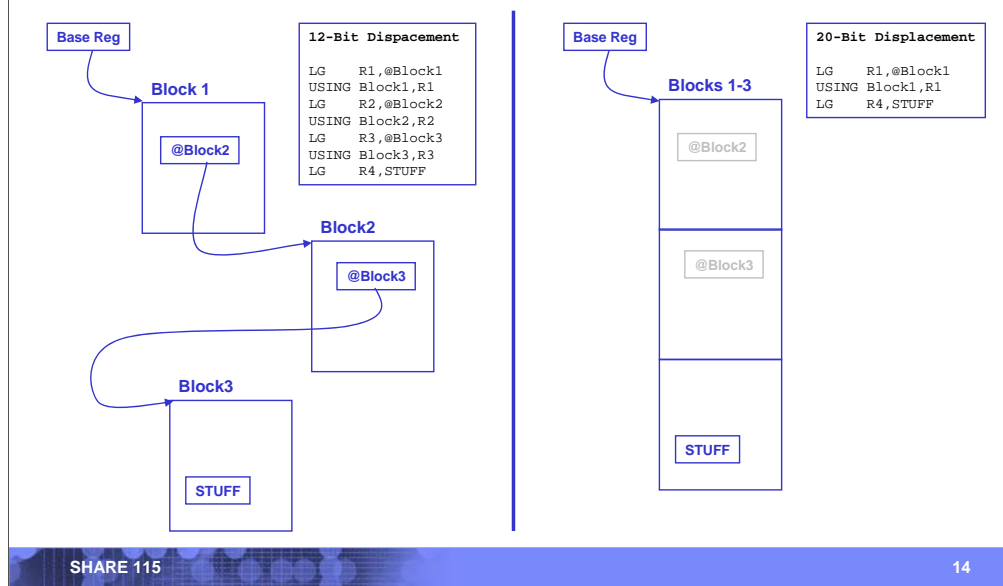 Base Reg
12-Bit Dispacement
LG    R1,@Block1
USING Block1,R1
LG    R2,@Block2
USING Block2,R2
LG    R3,@Block3
USING Block3,R3
LG    R4,STUFF
Block 1
@Block2
Block2
@Block3
Block3
STUFF
Base Reg
20-Bit Displacement
LG    R1,@Block1
USING Block1,R1
LG    R4,STUFF
Blocks 1-3
@Block2
@Block3
STUFF
SHARE 115
14